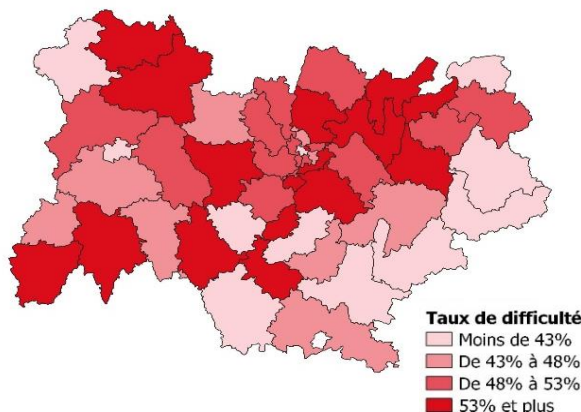 Taux de difficulté
Moins de 43%
De 43% à 48%
De 48% à 53%
53% et plus